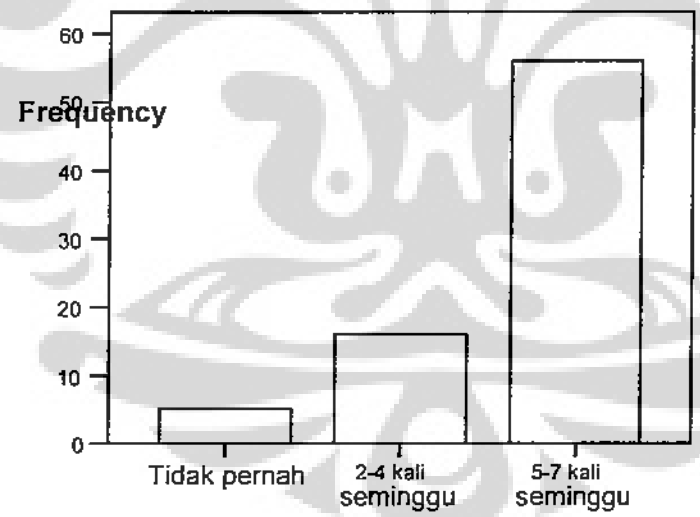 60
50
Frequency
40
30
20
10
0
Tidak pernah
2-4 kali
seminggu
5-7 kali
seminggu